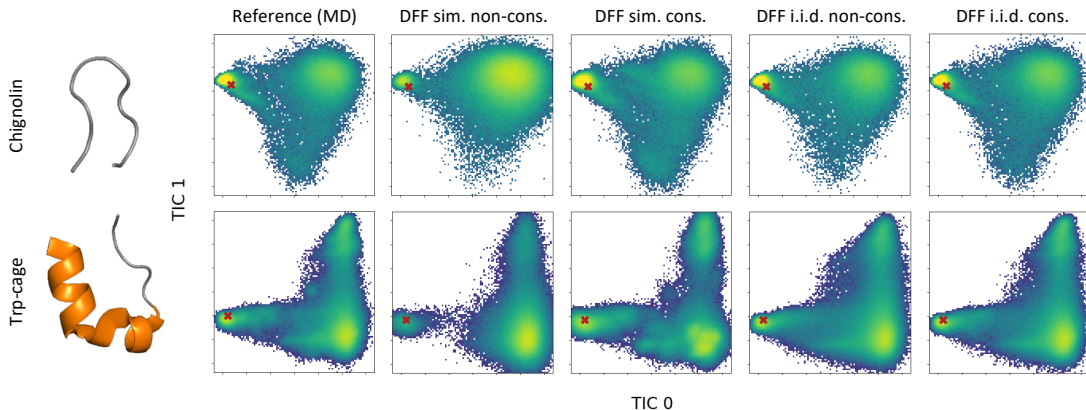 Reference (MD)
DFF sim. non-cons.
DFF sim. cons.
DFF i.i.d. non-cons.
DFF i.i.d. cons.
Chignolin
TIC 1
Trp-cage
TIC 0